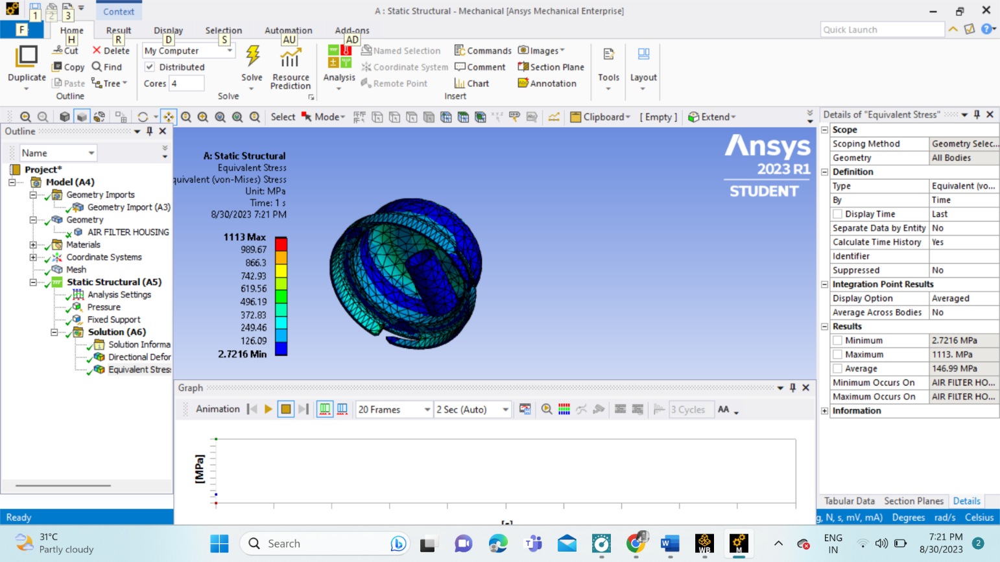 A : Static Structural - Mechanical [Ansys Mechanical Enterprise]
1 2 3
Context
F
Home Result Display Selection Automation Add-ons
H R D S AU AD
Quick Launch
Duplicate
Cut
Copy
Paste
Delete
Find
Tree
Outline
My Computer
Distributed
Cores 4
Solve
Resource
Prediction
Solve
Analysis
Named Selection
Coordinate System
Remote Point
Commands
Comment
Chart
Images
Section Plane
Annotation
Insert
Tools
Layout
Select Mode Clipboard [ Empty ] Extend
Outline
Name
Project*
Model (A4)
Geometry Imports
Geometry Import (A3)
Geometry
AIR FILTER HOUSING
Materials
Coordinate Systems
Mesh
Static Structural (A5)
Analysis Settings
Pressure
Fixed Support
Solution (A6)
Solution Informa
Directional Defor
Equivalent Stres
Ready
A: Static Structural
Equivalent Stress
quivalent (von-Mises) Stress
Unit: MPa
Time: 1 s
8/30/2023 7:21 PM
1113 Max
989.67
866.3
742.93
619.56
496.19
372.83
249.46
126.09
2.7216 Min
Ansys
2023 R1
STUDENT
Graph
Animation 20 Frames 2 Sec (Auto) 3 Cycles AA
[MPa]
Details of "Equivalent Stress"
Scope
Scoping Method Geometry Selec...
Geometry All Bodies
Definition
Type Equivalent (vo...
By Time
Display Time Last
Separate Data by Entity No
Calculate Time History Yes
Identifier
Suppressed No
Integration Point Results
Display Option Averaged
Average Across Bodies No
Results
Minimum 2.7216 MPa
Maximum 1113. MPa
Average 146.99 MPa
Minimum Occurs On AIR FILTER HO...
Maximum Occurs On AIR FILTER HO...
Information
Tabular Data Section Planes Details
g, N, s, mV, mA) Degrees rad/s Celsius
31°C
Partly cloudy
Search
WB
M
ENG
IN
7:21 PM
8/30/2023
2